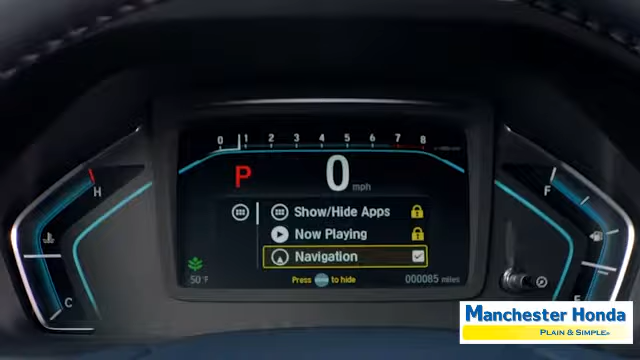 0 1 2 3 4 5 6 7 8
P
0 mph
H
F
Show/Hide Apps
Now Playing
Navigation
50°F
Press to hide
000085 miles
C
Manchester Honda
PLAIN & SIMPLE®